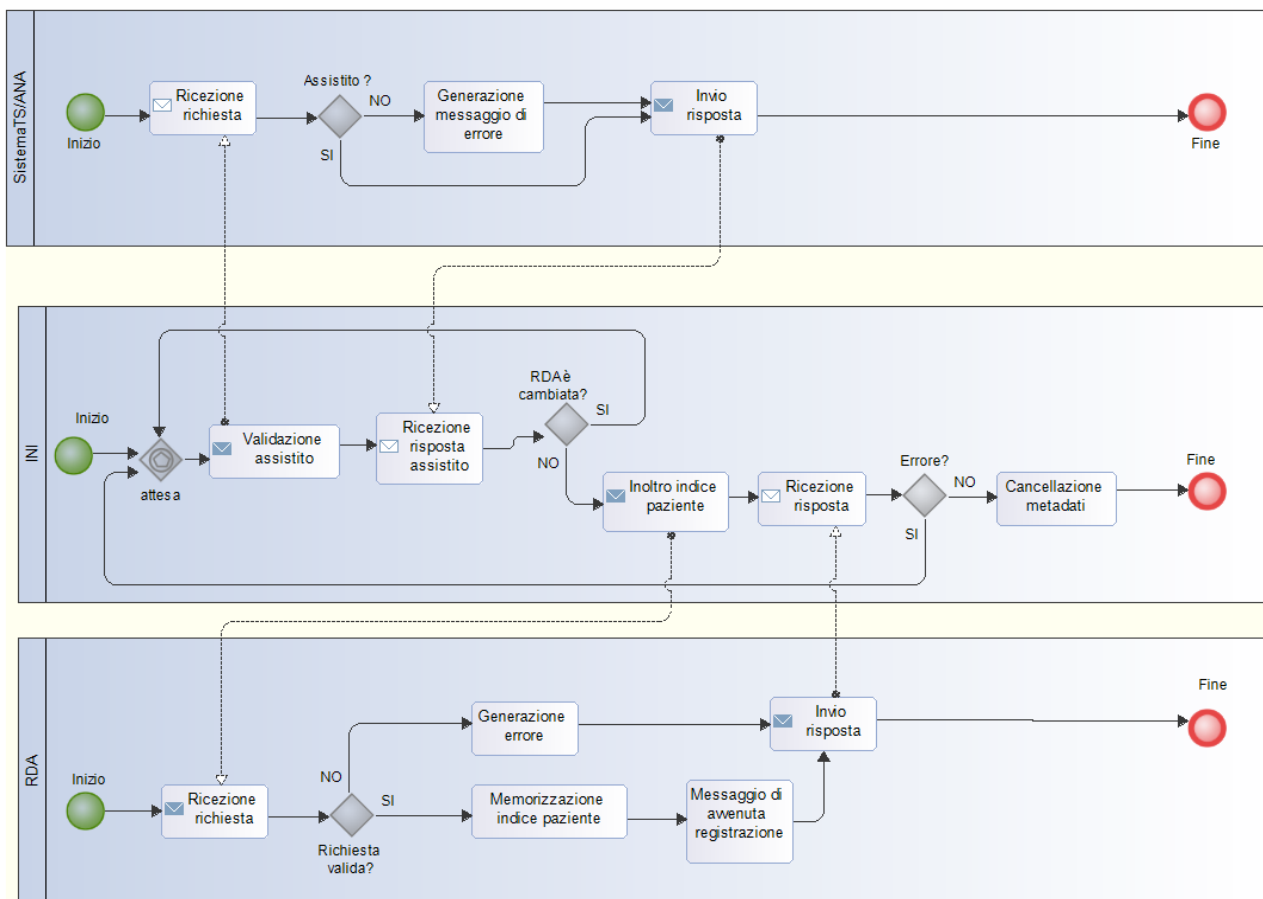 SistemaTS/ANA
Inizio
Ricezione
richiesta
Assistito ?
NO
SI
Generazione
messaggio di
errore
Invio
risposta
Fine
INI
Inizio
attesa
Validazione
assistito
Ricezione
risposta
assistito
RDA è
cambiata?
SI
NO
Inoltro indice
paziente
Ricezione
risposta
Errore?
NO
SI
Cancellazione
metadati
Fine
RDA
Inizio
Ricezione
richiesta
NO
SI
Richiesta
valida?
Generazione
errore
Memorizzazione
indice paziente
Messaggio di
avvenuta
registrazione
Invio
risposta
Fine